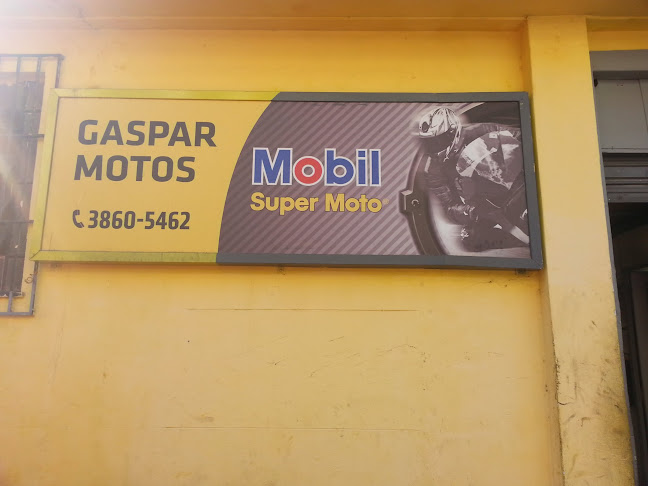 GASPAR
MOTOS
3860-5462
Mobil
Super Moto